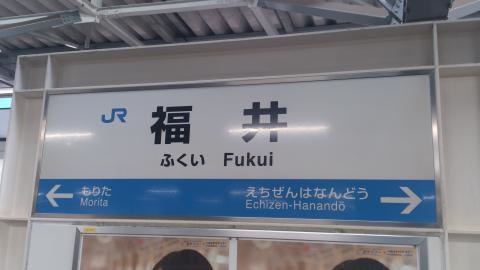 JR 福井
ふくい Fukui
もりた えちぜんはなんどう
Morita Echizen-Hanandō